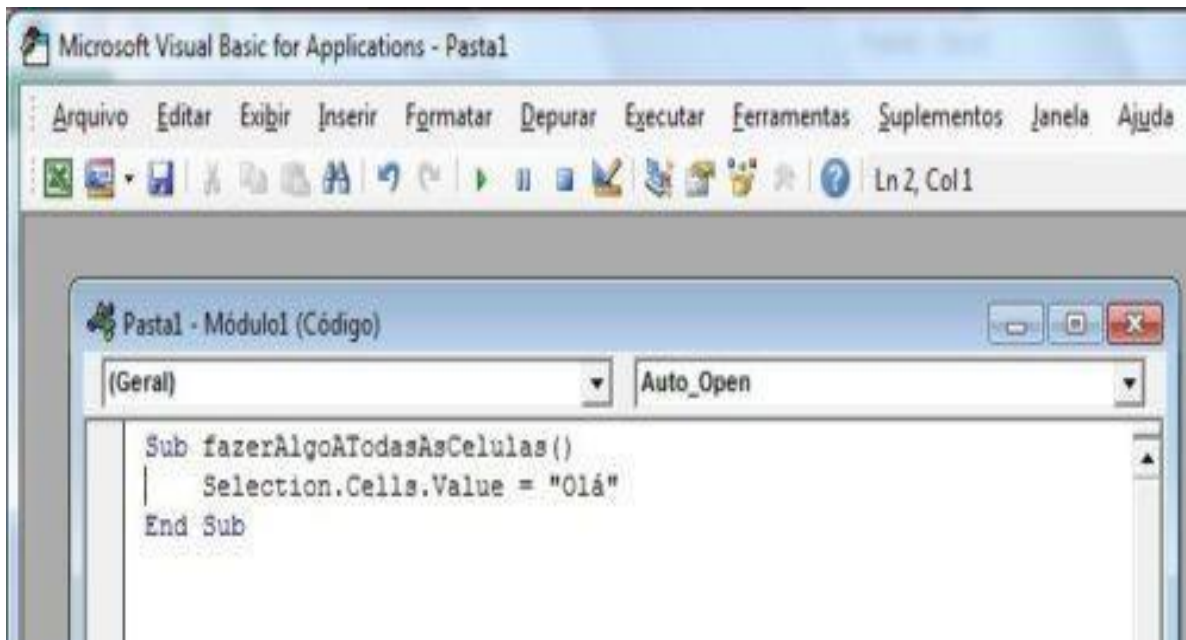 Microsoft Visual Basic for Applications - Pasta1
Arquivo Editar Exibir Inserir Formatar Depurar Executar Ferramentas Suplementos Janela Ajuda
Ln 2, Col 1
Pasta1 - Módulo1 (Código)
(Geral) Auto_Open
Sub fazerAlgoATodasAsCelulas()
Selection.Cells.Value = "Olá"
End Sub